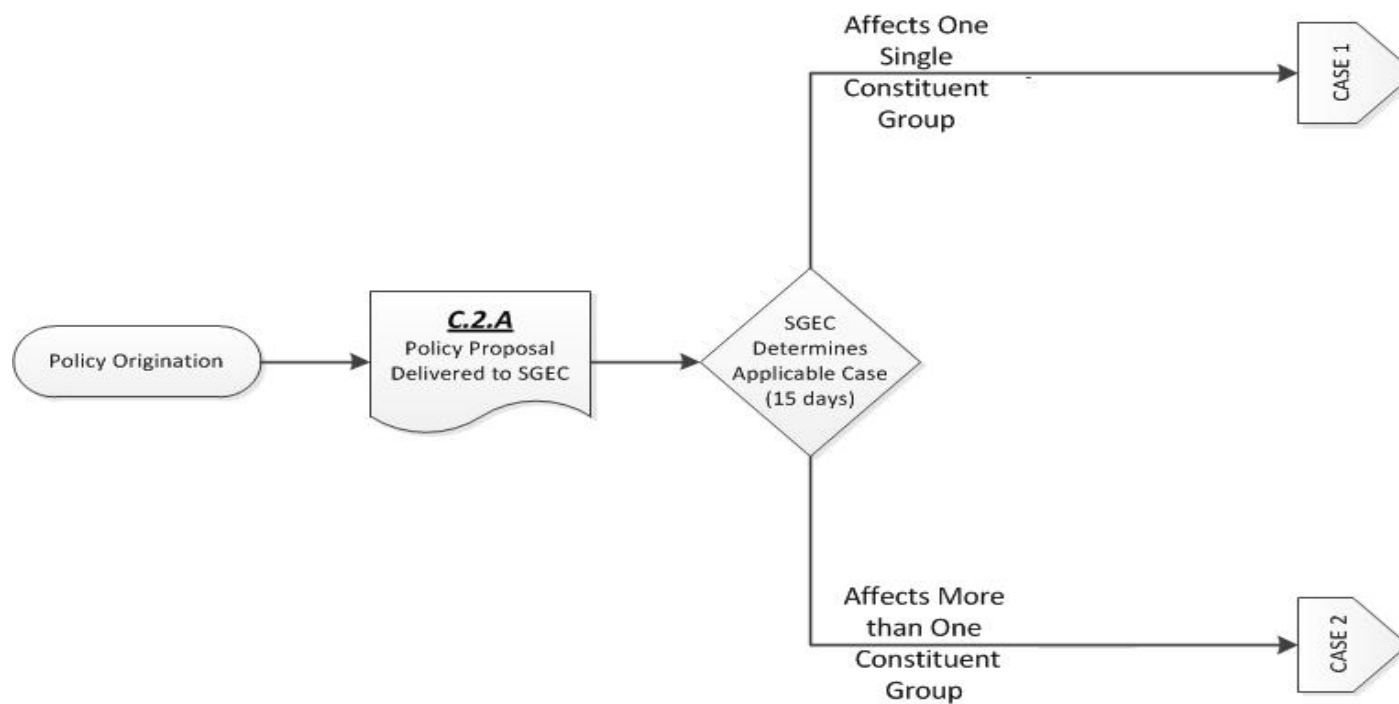 Affects One
Single
Constituent
Group
CASE 1
Policy Origination
C.2.A
Policy Proposal
Delivered to SGEC
SGEC
Determines
Applicable Case
(15 days)
Affects More
than One
Constituent
Group
CASE 2